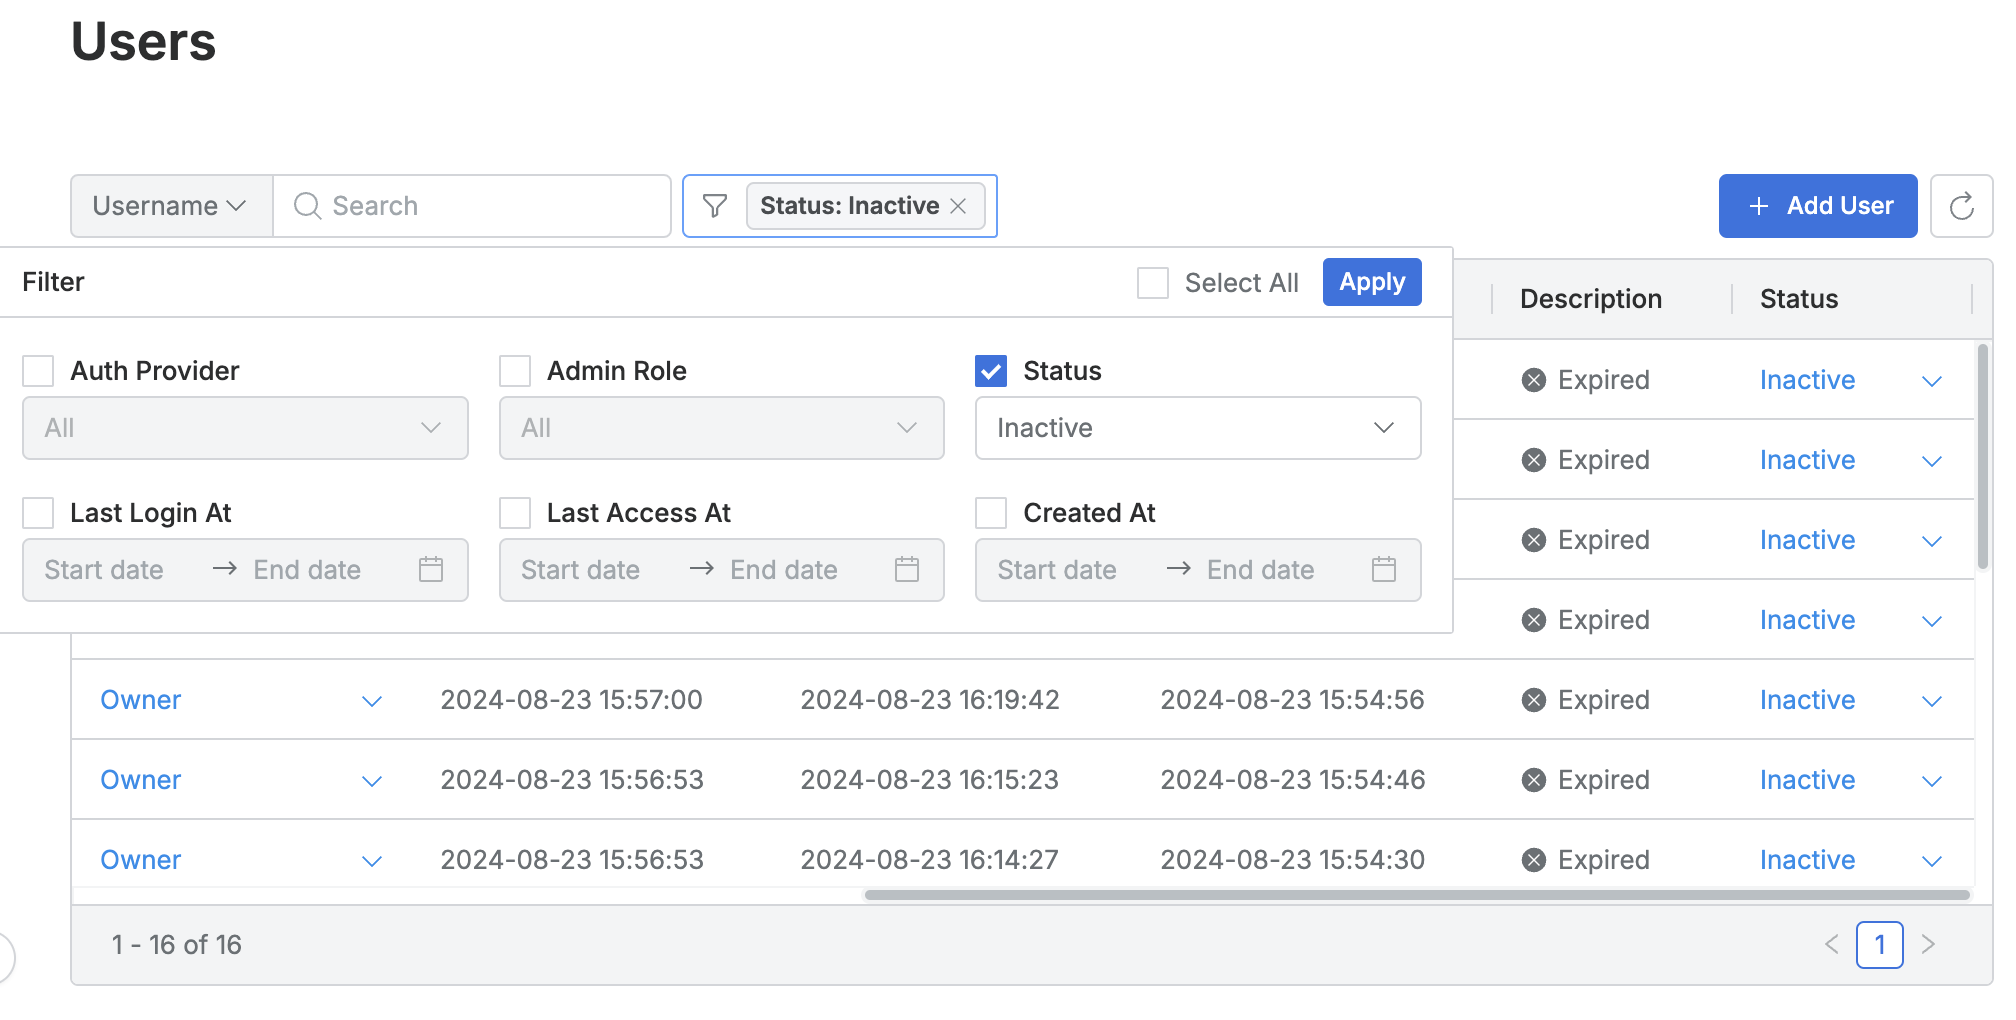 Users
Username Search Status: Inactive Add User
Filter Select All Apply
Description Status
Auth Provider Admin Role Status
All All Inactive
Last Login At Last Access At Created At
Start date → End date Start date → End date Start date → End date
Expired Inactive
Expired Inactive
Expired Inactive
Expired Inactive
Owner 2024-08-23 15:57:00 2024-08-23 16:19:42 2024-08-23 15:54:56 Expired Inactive
Owner 2024-08-23 15:56:53 2024-08-23 16:15:23 2024-08-23 15:54:46 Expired Inactive
Owner 2024-08-23 15:56:53 2024-08-23 16:14:27 2024-08-23 15:54:30 Expired Inactive
1 - 16 of 16 < 1 >